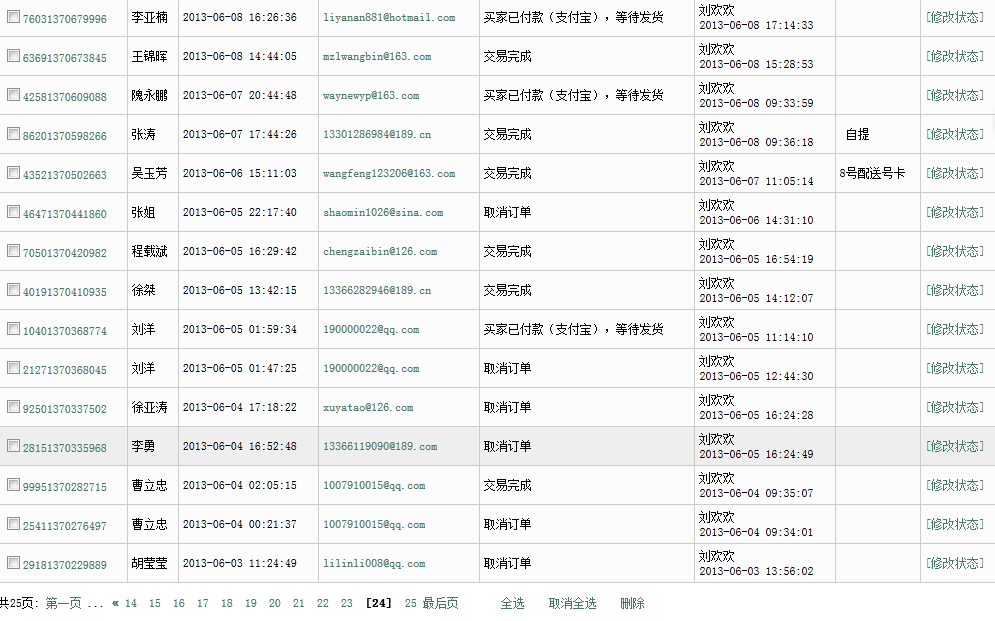 76031370679996 李亚楠 2013-06-08 16:26:36 liyanan881@hotmail.com 买家已付款（支付宝），等待发货 刘欢欢 2013-06-08 17:14:33 [修改状态]
63691370673845 王锦晖 2013-06-08 14:44:05 mzlwangbin@163.com 交易完成 刘欢欢 2013-06-08 15:28:53 [修改状态]
42581370609088 隗永鹏 2013-06-07 20:44:48 waynewyp@163.com 买家已付款（支付宝），等待发货 刘欢欢 2013-06-08 09:33:59 [修改状态]
86201370598266 张涛 2013-06-07 17:44:26 13301286984@189.cn 交易完成 刘欢欢 2013-06-08 09:36:18 自提 [修改状态]
43521370502663 吴玉芳 2013-06-06 15:11:03 wangfeng123206@163.com 交易完成 刘欢欢 2013-06-07 11:05:14 8号配送号卡 [修改状态]
46471370441860 张姐 2013-06-05 22:17:40 shaomin1026@sina.com 取消订单 刘欢欢 2013-06-06 14:31:10 [修改状态]
70501370420982 程载斌 2013-06-05 16:29:42 chengzaibin@126.com 交易完成 刘欢欢 2013-06-05 16:54:19 [修改状态]
40191370410935 徐桀 2013-06-05 13:42:15 13366282946@189.cn 交易完成 刘欢欢 2013-06-05 14:12:07 [修改状态]
10401370368774 刘洋 2013-06-05 01:59:34 190000022@qq.com 买家已付款（支付宝），等待发货 刘欢欢 2013-06-05 11:14:10 [修改状态]
21271370368045 刘洋 2013-06-05 01:47:25 190000022@qq.com 取消订单 刘欢欢 2013-06-05 12:44:30 [修改状态]
92501370337502 徐亚涛 2013-06-04 17:18:22 xuyatao@126.com 取消订单 刘欢欢 2013-06-05 16:24:28 [修改状态]
28151370335968 李勇 2013-06-04 16:52:48 13366119090@189.com 取消订单 刘欢欢 2013-06-05 16:24:49 [修改状态]
99951370282715 曹立忠 2013-06-04 02:05:15 1007910015@qq.com 交易完成 刘欢欢 2013-06-04 09:35:07 [修改状态]
25411370276497 曹立忠 2013-06-04 00:21:37 1007910015@qq.com 取消订单 刘欢欢 2013-06-04 09:34:01 [修改状态]
29181370229889 胡莹莹 2013-06-03 11:24:49 lilinli008@qq.com 取消订单 刘欢欢 2013-06-03 13:56:02 [修改状态]
共25页: 第一页 ... « 14 15 16 17 18 19 20 21 22 23 [24] 25 最后页 全选 取消全选 删除